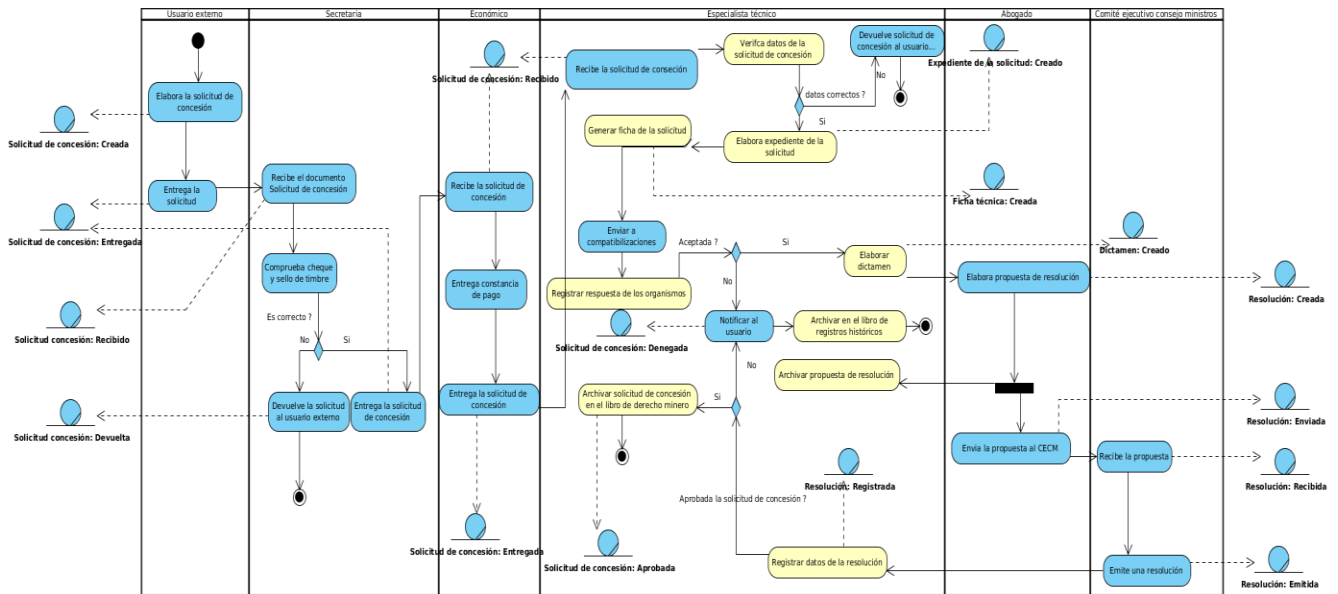 Usuario externo
Secretaria
Económico
Especialista técnico
Abogado
Comité ejecutivo consejo ministros
Elabora la solicitud de
concesión
Solicitud de concesión: Creada
Entrega la
solicitud
Solicitud de concesión: Entregada
Solicitud concesión: Recibido
Solicitud concesión: Devuelta
Recibe el documento
Solicitud de concesión
Comprueba cheque
y sello de timbre
Es correcto ?
No
Si
Devuelve la solicitud
al usuario externo
Entrega la solicitud
de concesión
Solicitud de concesión: Recibido
Recibe la solicitud de
concesión
Entrega constancia
de pago
Entrega la solicitud de
concesión
Solicitud de concesión: Entregada
Recibe la solicitud de conseción
Verifca datos de la
solicitud de concesión
Devuelve solicitud de
concesión al usuario...
No
datos correctos ?
Si
Generar ficha de la solicitud
Elabora expediente de la
solicitud
Expediente de la solicitud: Creado
Ficha técnica: Creada
Enviar a
compatibilizaciones
Aceptada ?
Si
Elaborar
dictamen
Dictamen: Creado
Registrar respuesta de los organismos
No
Elabora propuesta de resolución
Resolución: Creada
Notificar al
usuario
Archivar en el libro de
registros históricos
Solicitud de concesión: Denegada
No
Archivar propuesta de resolución
Archivar solicitud de concesión
en el libro de derecho minero
Si
Resolución: Enviada
Envia la propuesta al CECM
Recibe la propuesta
Resolución: Recibida
Resolución: Registrada
Aprobada la solicitud de concesión ?
Solicitud de concesión: Aprobada
Registrar datos de la resolución
Emite una resolución
Resolución: Emitida